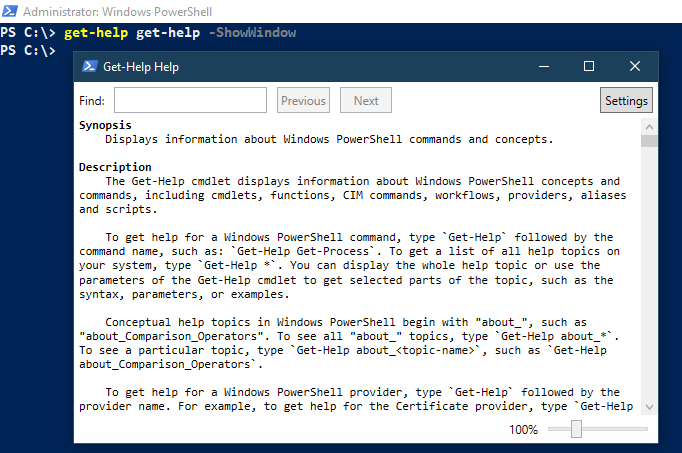 Administrator: Windows PowerShell
PS C:\> get-help get-help -ShowWindow
PS C:\>
Get-Help Help
Find:
Previous
Next
Settings
Synopsis
Displays information about Windows PowerShell commands and concepts.
Description
The Get-Help cmdlet displays information about Windows PowerShell concepts and
commands, including cmdlets, functions, CIM commands, workflows, providers, aliases
and scripts.
To get help for a Windows PowerShell command, type `Get-Help` followed by the
command name, such as: `Get-Help Get-Process`. To get a list of all help topics on
your system, type `Get-Help *`. You can display the whole help topic or use the
parameters of the Get-Help cmdlet to get selected parts of the topic, such as the
syntax, parameters, or examples.
Conceptual help topics in Windows PowerShell begin with "about_", such as
"about_Comparison_Operators". To see all "about_" topics, type `Get-Help about_*`.
To see a particular topic, type `Get-Help about_<topic-name>`, such as `Get-Help
about_Comparison_Operators`.
To get help for a Windows PowerShell provider, type `Get-Help` followed by the
provider name. For example, to get help for the Certificate provider, type `Get-Help
100%